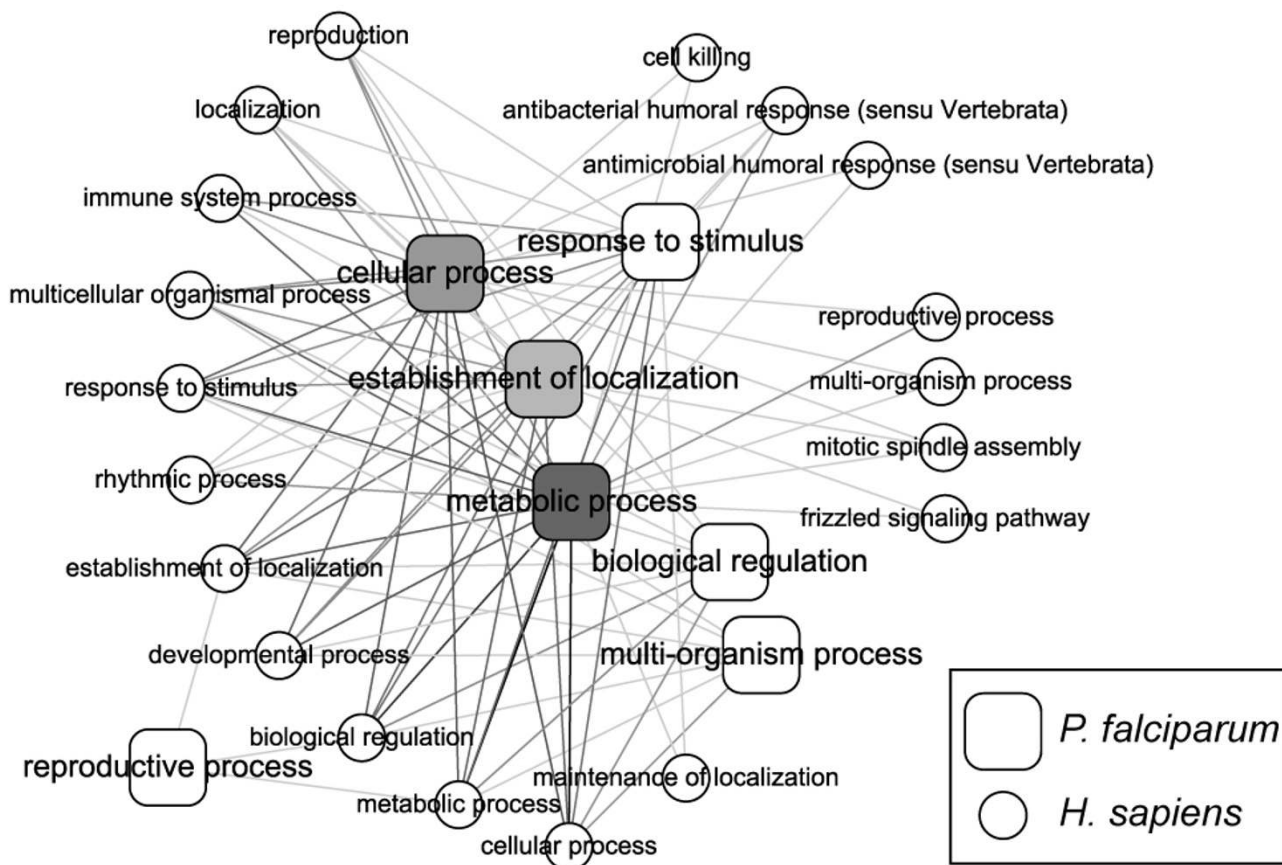 reproduction
cell killing
localization
antibacterial humoral response (sensu Vertebrata)
antimicrobial humoral response (sensu Vertebrata)
immune system process
response to stimulus
cellular process
multicellular organismal process
reproductive process
establishment of localization
multi-organism process
response to stimulus
mitotic spindle assembly
rhythmic process
metabolic process
frizzled signaling pathway
biological regulation
establishment of localization
developmental process
multi-organism process
biological regulation
reproductive process
maintenance of localization
metabolic process
cellular process
P. falciparum
H. sapiens